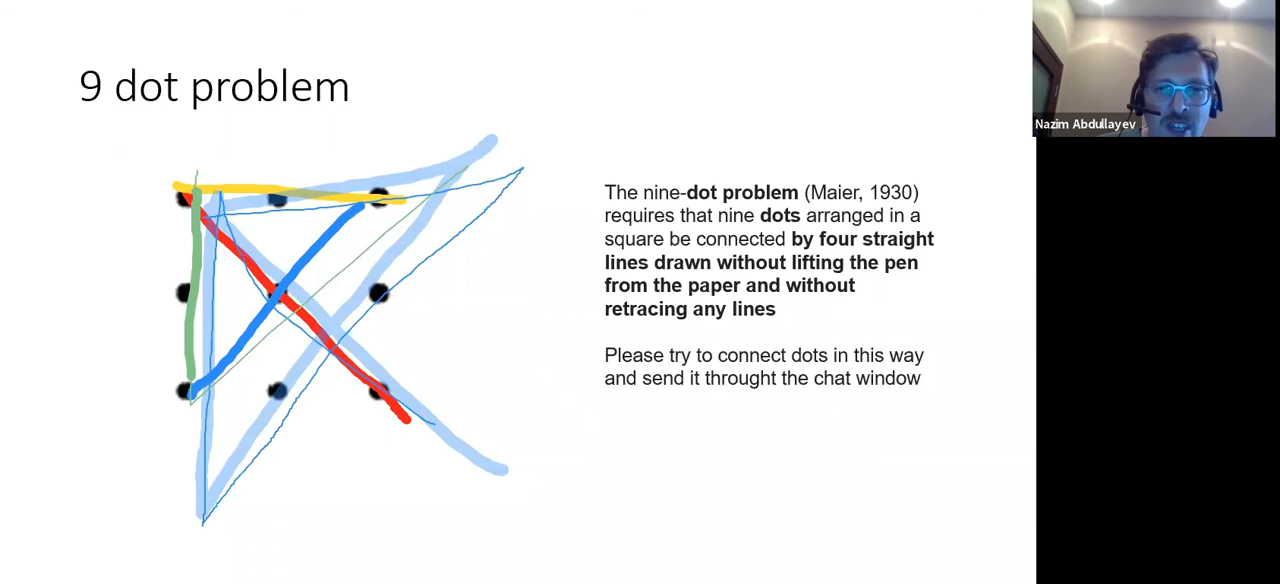 9 dot problem
Nazim Abdullayev
The nine-dot problem (Maier, 1930)
requires that nine dots arranged in a
square be connected by four straight
lines drawn without lifting the pen
from the paper and without
retracing any lines
Please try to connect dots in this way
and send it throught the chat window